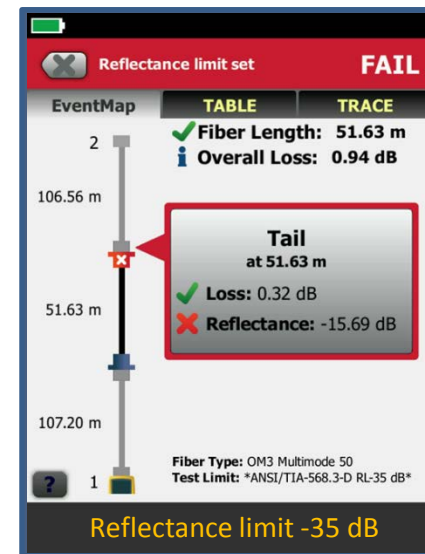 Reflectance limit set FAIL
EventMap TABLE TRACE
2
Fiber Length: 51.63 m
Overall Loss: 0.94 dB
106.56 m
Tail
at 51.63 m
Loss: 0.32 dB
51.63 m
Reflectance: -15.69 dB
107.20 m
Fiber Type: OM3 Multimode 50
Test Limit: *ANSI/TIA-568.3-D RL-35 dB*
? 1
Reflectance limit -35 dB